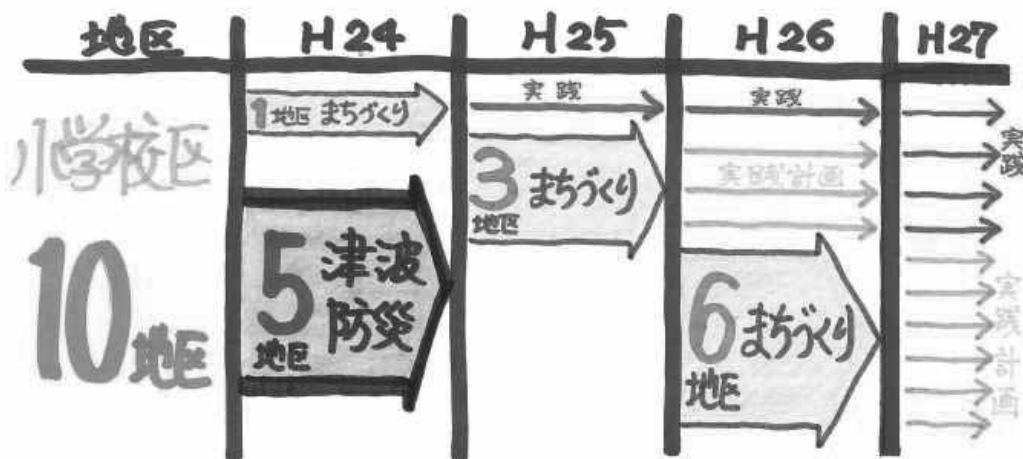 地区 H24 H25 H26 H27
小学校区
10地区
1地区 まちづくり
5地区 津波防災
実践
3地区 まちづくり
実践
実践計画
6地区 まちづくり
実践
実践計画